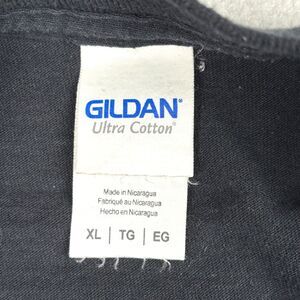 GILDAN®
Ultra Cotton®
Made in Nicaragua
Fabriqué au Nicaragua
Hecho en Nicaragua
XL | TG | EG